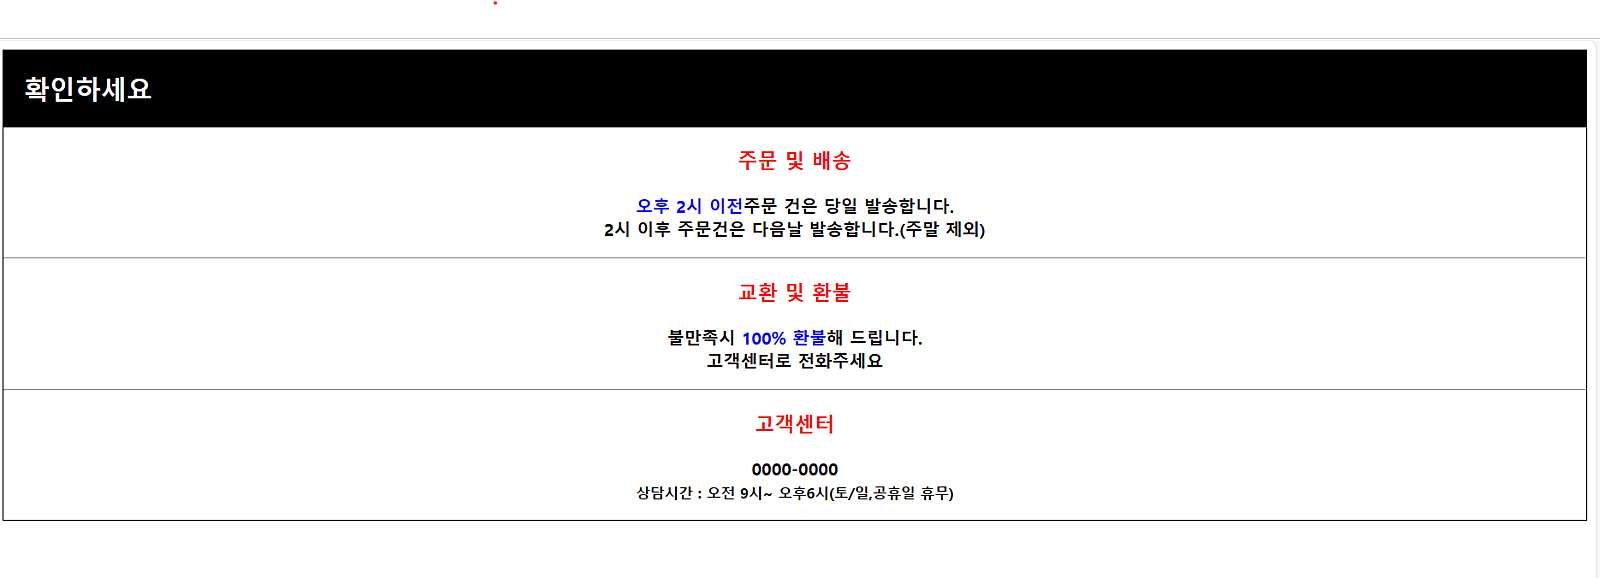 확인하세요
주문 및 배송
오후 2시 이전주문 건은 당일 발송합니다.
2시 이후 주문건은 다음날 발송합니다.(주말 제외)
교환 및 환불
불만족시 100% 환불해 드립니다.
고객센터로 전화주세요
고객센터
0000-0000
상담시간 : 오전 9시~ 오후6시(토/일,공휴일 휴무)